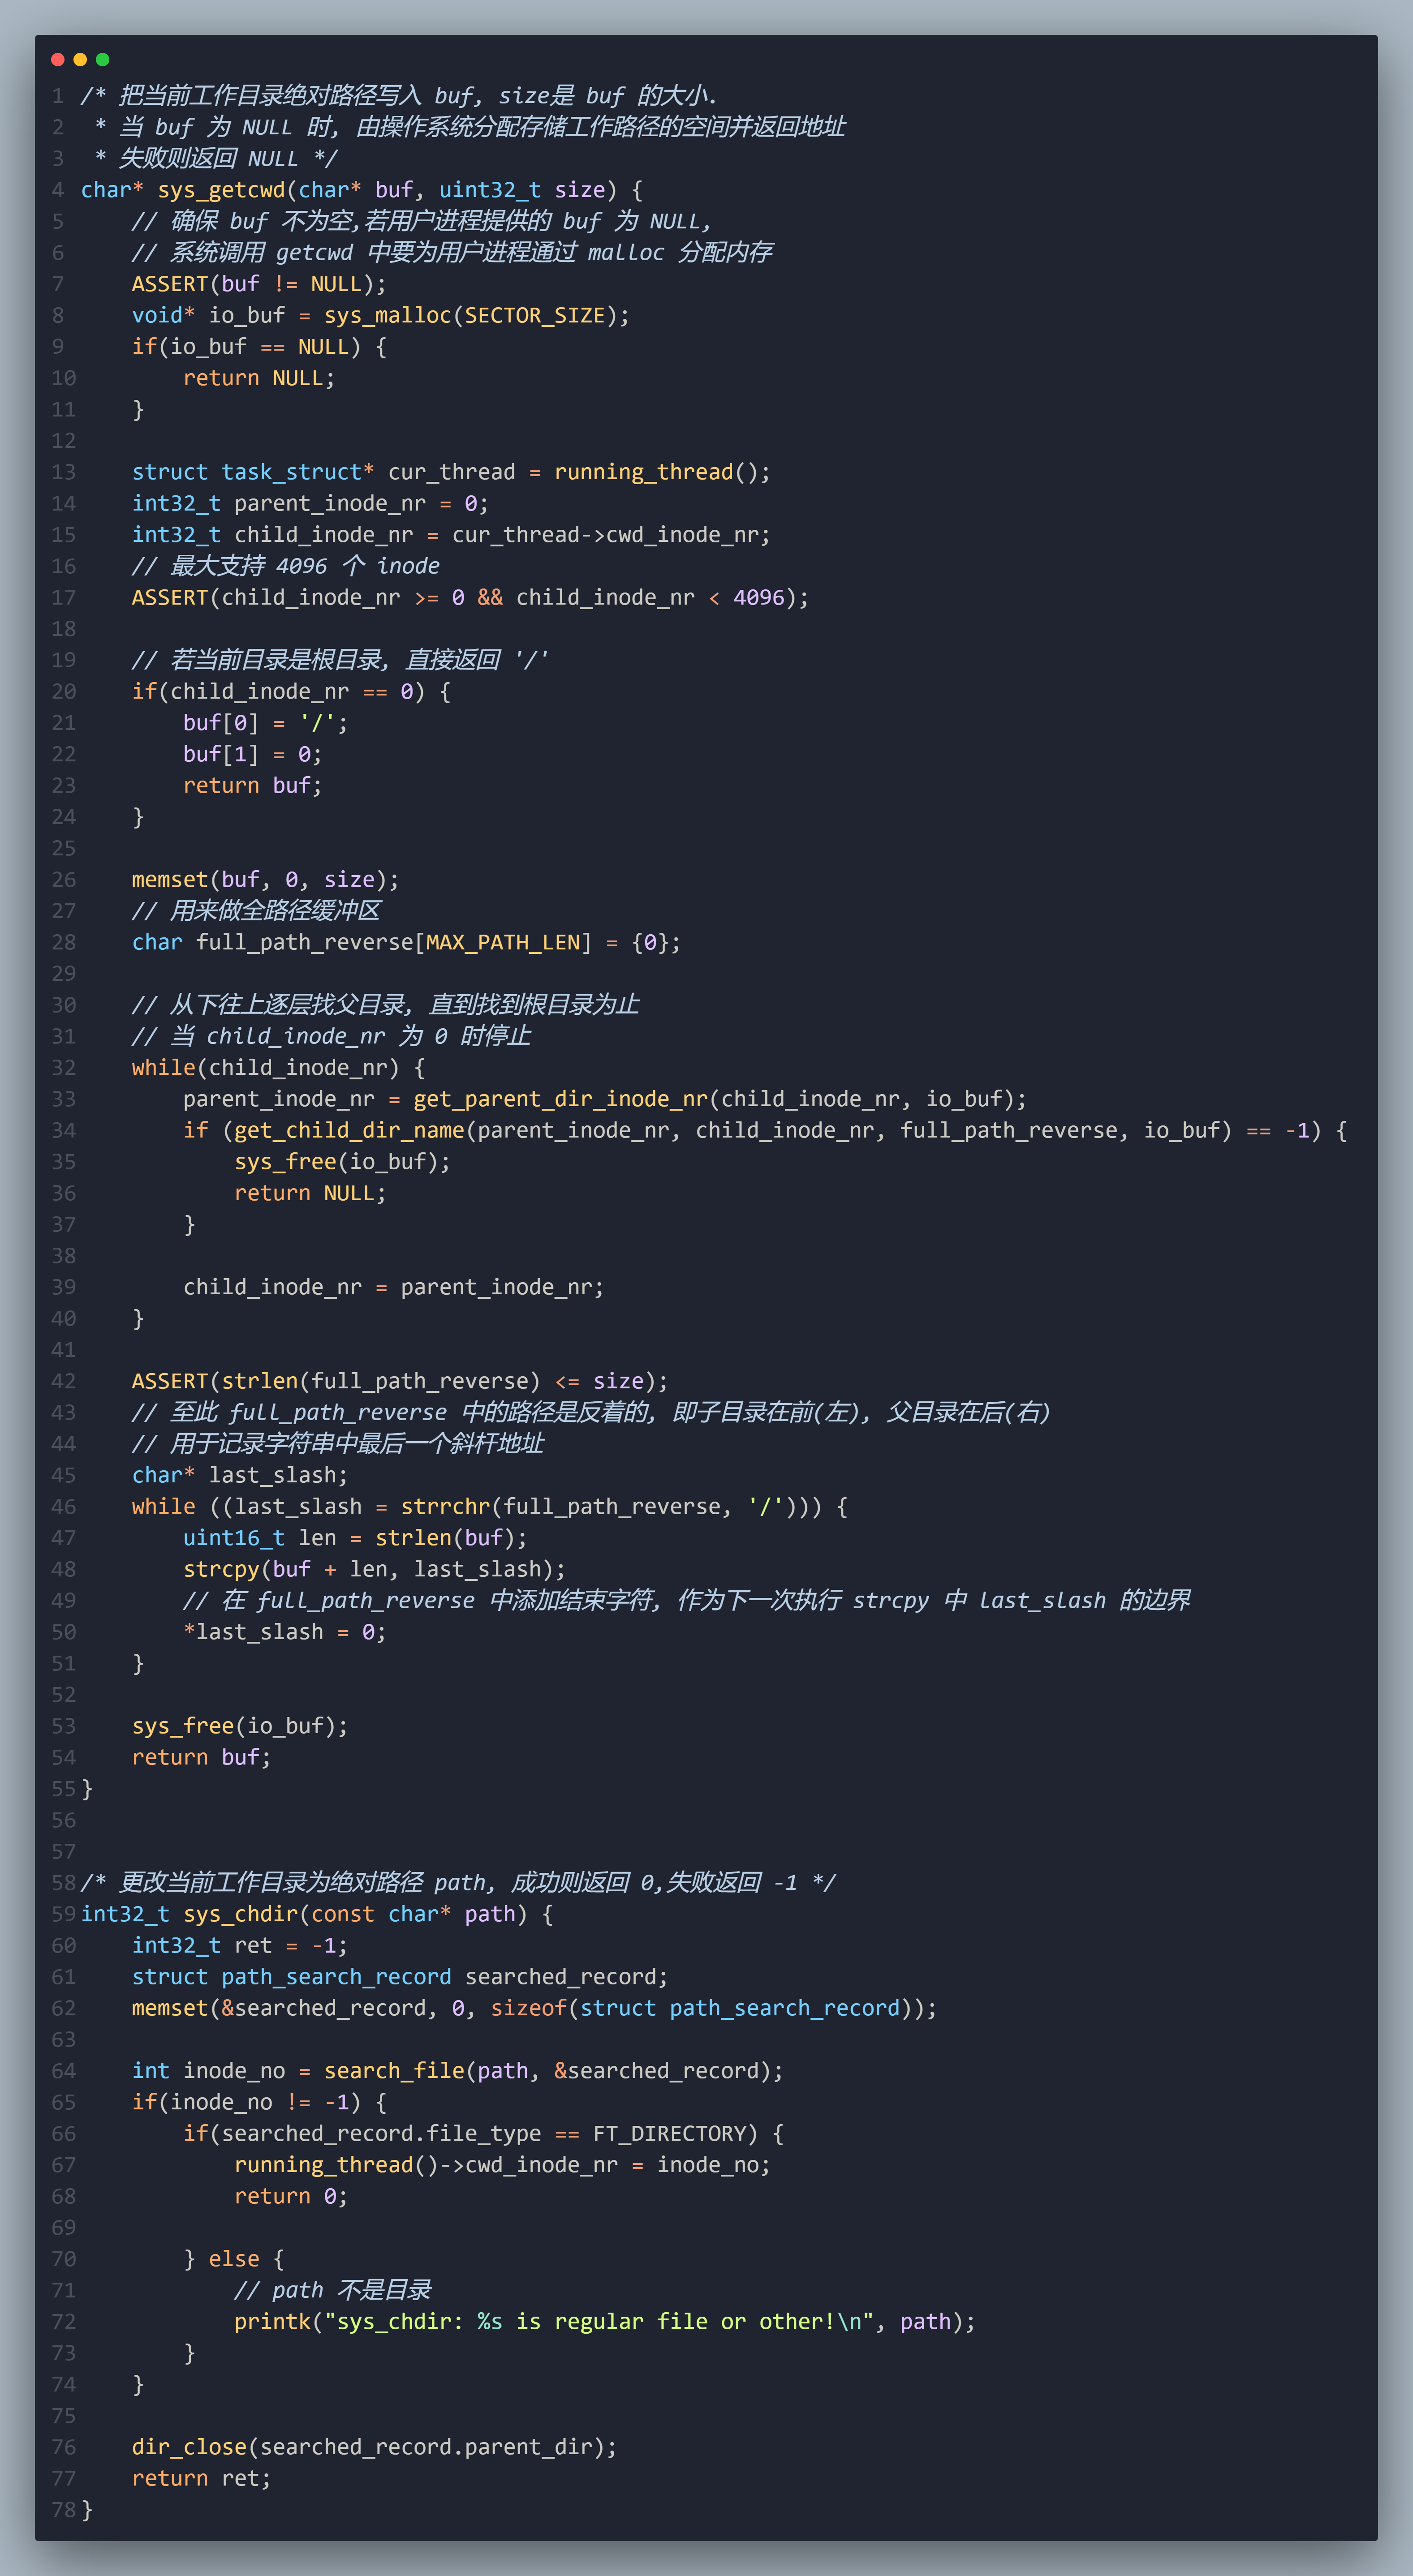 1 /* 把当前工作目录绝对路径写入 buf, size是 buf 的大小.
2  * 当 buf 为 NULL 时, 由操作系统分配存储工作路径的空间并返回地址
3  * 失败则返回 NULL */
4 char* sys_getcwd(char* buf, uint32_t size) {
5     // 确保 buf 不为空,若用户进程提供的 buf 为 NULL,
6     // 系统调用 getcwd 中要为用户进程通过 malloc 分配内存
7     ASSERT(buf != NULL);
8     void* io_buf = sys_malloc(SECTOR_SIZE);
9     if(io_buf == NULL) {
10         return NULL;
11     }
12
13     struct task_struct* cur_thread = running_thread();
14     int32_t parent_inode_nr = 0;
15     int32_t child_inode_nr = cur_thread->cwd_inode_nr;
16     // 最大支持 4096 个 inode
17     ASSERT(child_inode_nr >= 0 && child_inode_nr < 4096);
18
19     // 若当前目录是根目录, 直接返回 '/'
20     if(child_inode_nr == 0) {
21         buf[0] = '/';
22         buf[1] = 0;
23         return buf;
24     }
25
26     memset(buf, 0, size);
27     // 用来做全路径缓冲区
28     char full_path_reverse[MAX_PATH_LEN] = {0};
29
30     // 从下往上逐层找父目录, 直到找到根目录为止
31     // 当 child_inode_nr 为 0 时停止
32     while(child_inode_nr) {
33         parent_inode_nr = get_parent_dir_inode_nr(child_inode_nr, io_buf);
34         if (get_child_dir_name(parent_inode_nr, child_inode_nr, full_path_reverse, io_buf) == -1) {
35             sys_free(io_buf);
36             return NULL;
37         }
38
39         child_inode_nr = parent_inode_nr;
40     }
41
42     ASSERT(strlen(full_path_reverse) <= size);
43     // 至此 full_path_reverse 中的路径是反着的, 即子目录在前(左), 父目录在后(右)
44     // 用于记录字符串中最后一个斜杆地址
45     char* last_slash;
46     while ((last_slash = strrchr(full_path_reverse, '/'))) {
47         uint16_t len = strlen(buf);
48         strcpy(buf + len, last_slash);
49         // 在 full_path_reverse 中添加结束字符, 作为下一次执行 strcpy 中 last_slash 的边界
50         *last_slash = 0;
51     }
52
53     sys_free(io_buf);
54     return buf;
55 }
56
57
58 /* 更改当前工作目录为绝对路径 path, 成功则返回 0,失败返回 -1 */
59 int32_t sys_chdir(const char* path) {
60     int32_t ret = -1;
61     struct path_search_record searched_record;
62     memset(&searched_record, 0, sizeof(struct path_search_record));
63
64     int inode_no = search_file(path, &searched_record);
65     if(inode_no != -1) {
66         if(searched_record.file_type == FT_DIRECTORY) {
67             running_thread()->cwd_inode_nr = inode_no;
68             return 0;
69
70         } else {
71             // path 不是目录
72             printk("sys_chdir: %s is regular file or other!\n", path);
73         }
74     }
75
76     dir_close(searched_record.parent_dir);
77     return ret;
78 }